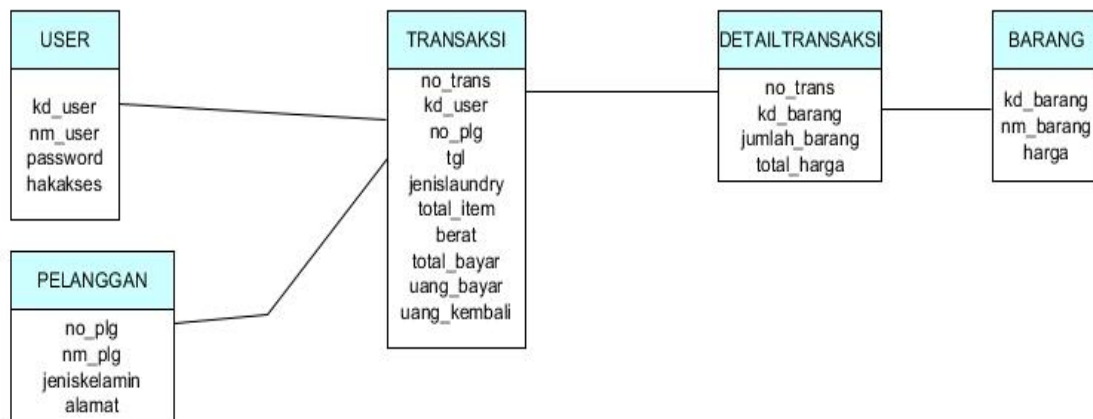 USER
kd_user
nm_user
password
hakakses
PELANGGAN
no_plg
nm_plg
jeniskelamin
alamat
TRANSAKSI
no_trans
kd_user
no_plg
tgl
jenislaundry
total_item
berat
total_bayar
uang_bayar
uang_kembali
DETAILTRANSAKSI
no_trans
kd_barang
jumlah_barang
total_harga
BARANG
kd_barang
nm_barang
harga